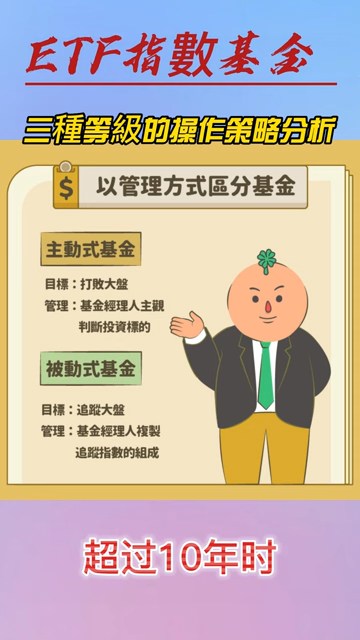 ETF指數基金
三種等級的操作策略分析
$ 以管理方式區分基金
主動式基金
目標：打敗大盤
管理：基金經理人主觀
判斷投資標的
被動式基金
目標：追蹤大盤
管理：基金經理人複製
追蹤指數的組成
超过10年时